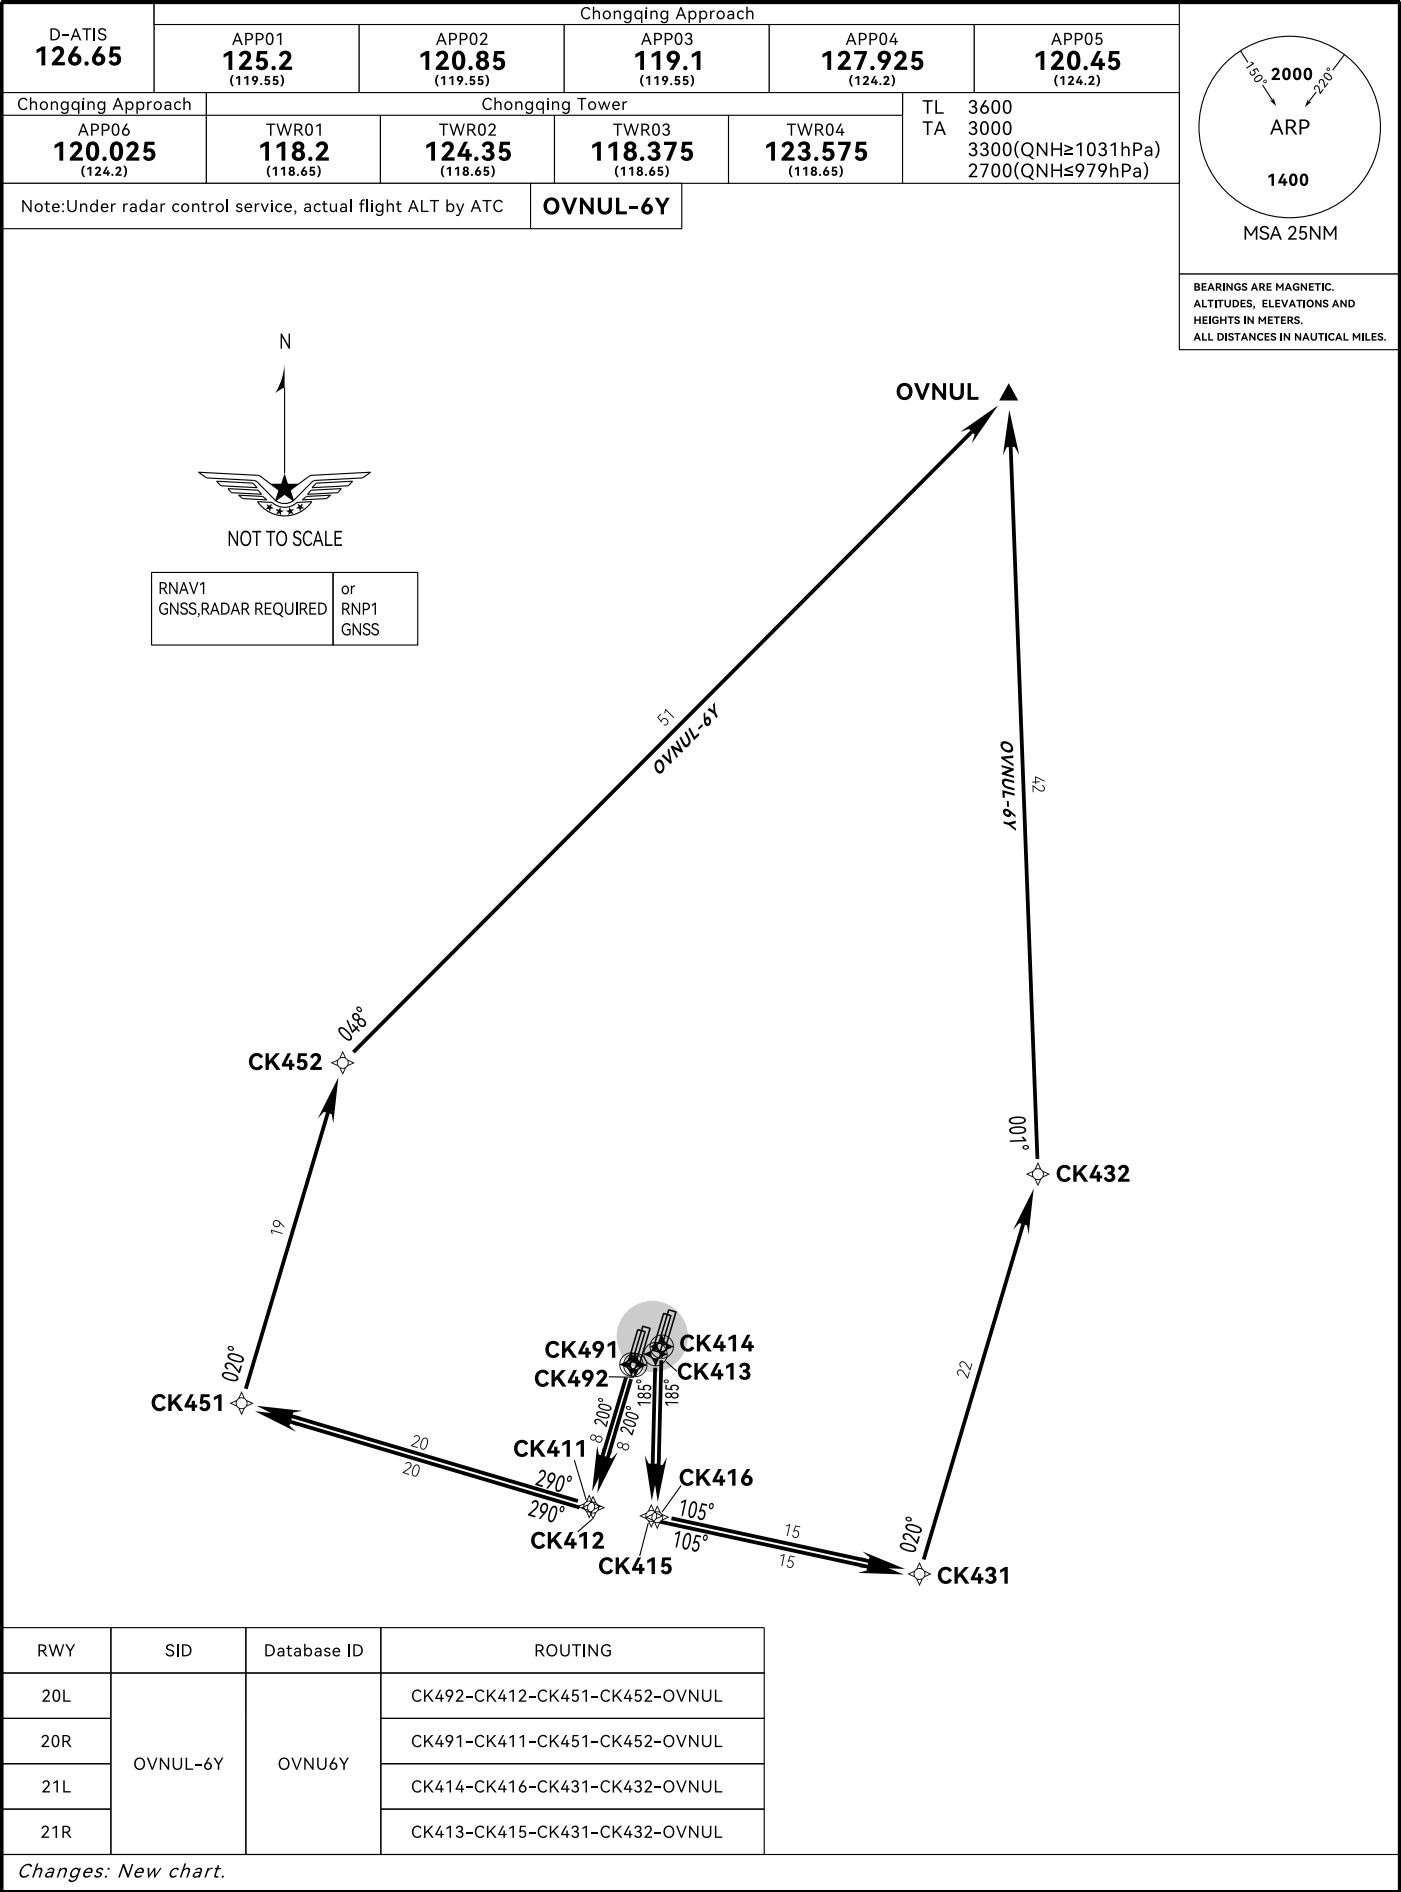 D-ATIS
126.65
Chongqing Approach
APP01
125.2
(119.55)
APP02
120.85
(119.55)
APP03
119.1
(119.55)
APP04
127.925
(124.2)
APP05
120.45
(124.2)
Chongqing Approach
APP06
120.025
(124.2)
Chongqing Tower
TWR01
118.2
(118.65)
TWR02
124.35
(118.65)
TWR03
118.375
(118.65)
TWR04
123.575
(118.65)
TL 3600
TA 3000
3300(QNH≥1031hPa)
2700(QNH≤979hPa)
150°
2000
220°
ARP
1400
MSA 25NM
Note:Under radar control service, actual flight ALT by ATC
OVNUL-6Y
BEARINGS ARE MAGNETIC.
ALTITUDES, ELEVATIONS AND
HEIGHTS IN METERS.
ALL DISTANCES IN NAUTICAL MILES.
N
NOT TO SCALE
RNAV1
GNSS,RADAR REQUIRED
or
RNP1
GNSS
OVNUL
51
OVNUL-6Y
OVNUL-6Y
42
048°
CK452
001°
CK432
19
22
CK491
CK492
CK414
CK413
020°
CK451
185°
185°
8 200°
8 200°
20
20
CK411
290°
290°
CK412
CK416
105°
105°
CK415
15
15
020°
CK431
RWY SID Database ID ROUTING
20L CK492-CK412-CK451-CK452-OVNUL
20R CK491-CK411-CK451-CK452-OVNUL
OVNUL-6Y OVNU6Y
21L CK414-CK416-CK431-CK432-OVNUL
21R CK413-CK415-CK431-CK432-OVNUL
Changes: New chart.